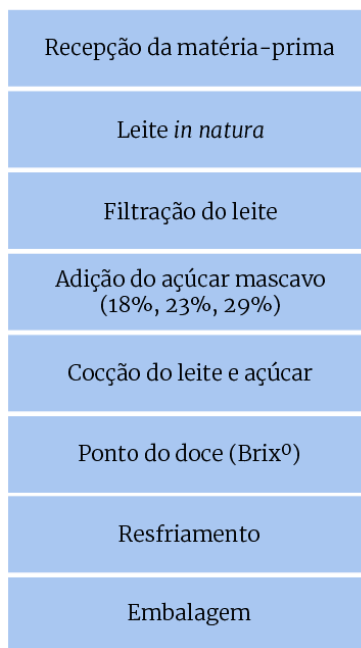 Recepção da matéria-prima
Leite in natura
Filtração do leite
Adição do açúcar mascavo
(18%, 23%, 29%)
Cocção do leite e açúcar
Ponto do doce (Brixº)
Resfriamento
Embalagem